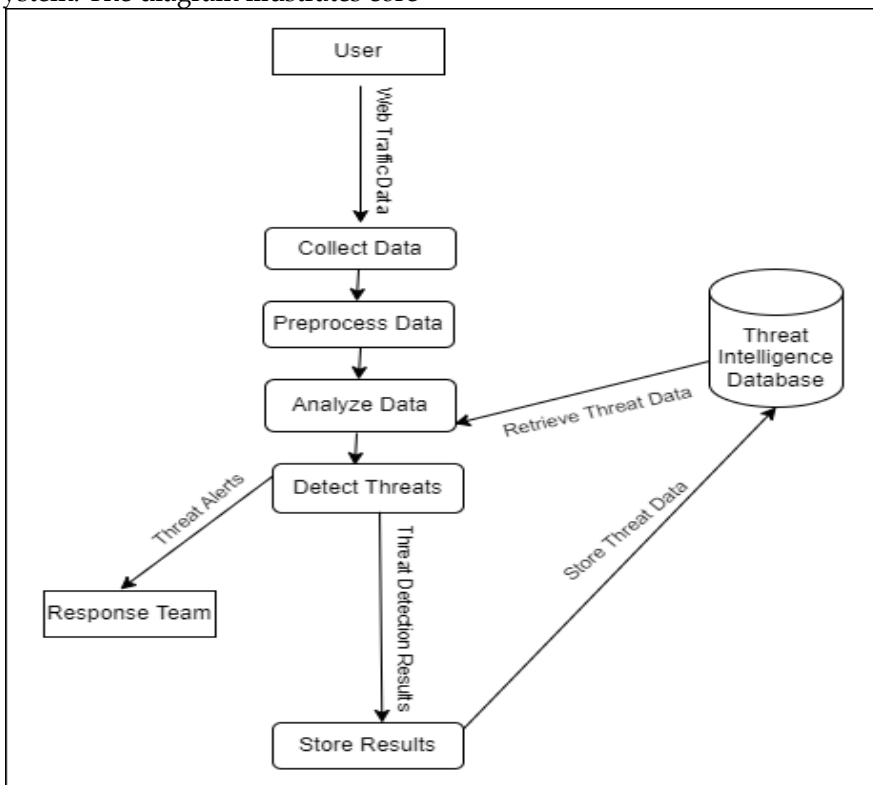 ystem. The diagram illustrates core
User
Web Traffic Data
Collect Data
Preprocess Data
Threat
Intelligence
Database
Analyze Data
Retrieve Threat Data
Detect Threats
Threat Alerts
Store Threat Data
Threat Detection Results
Response Team
Store Results